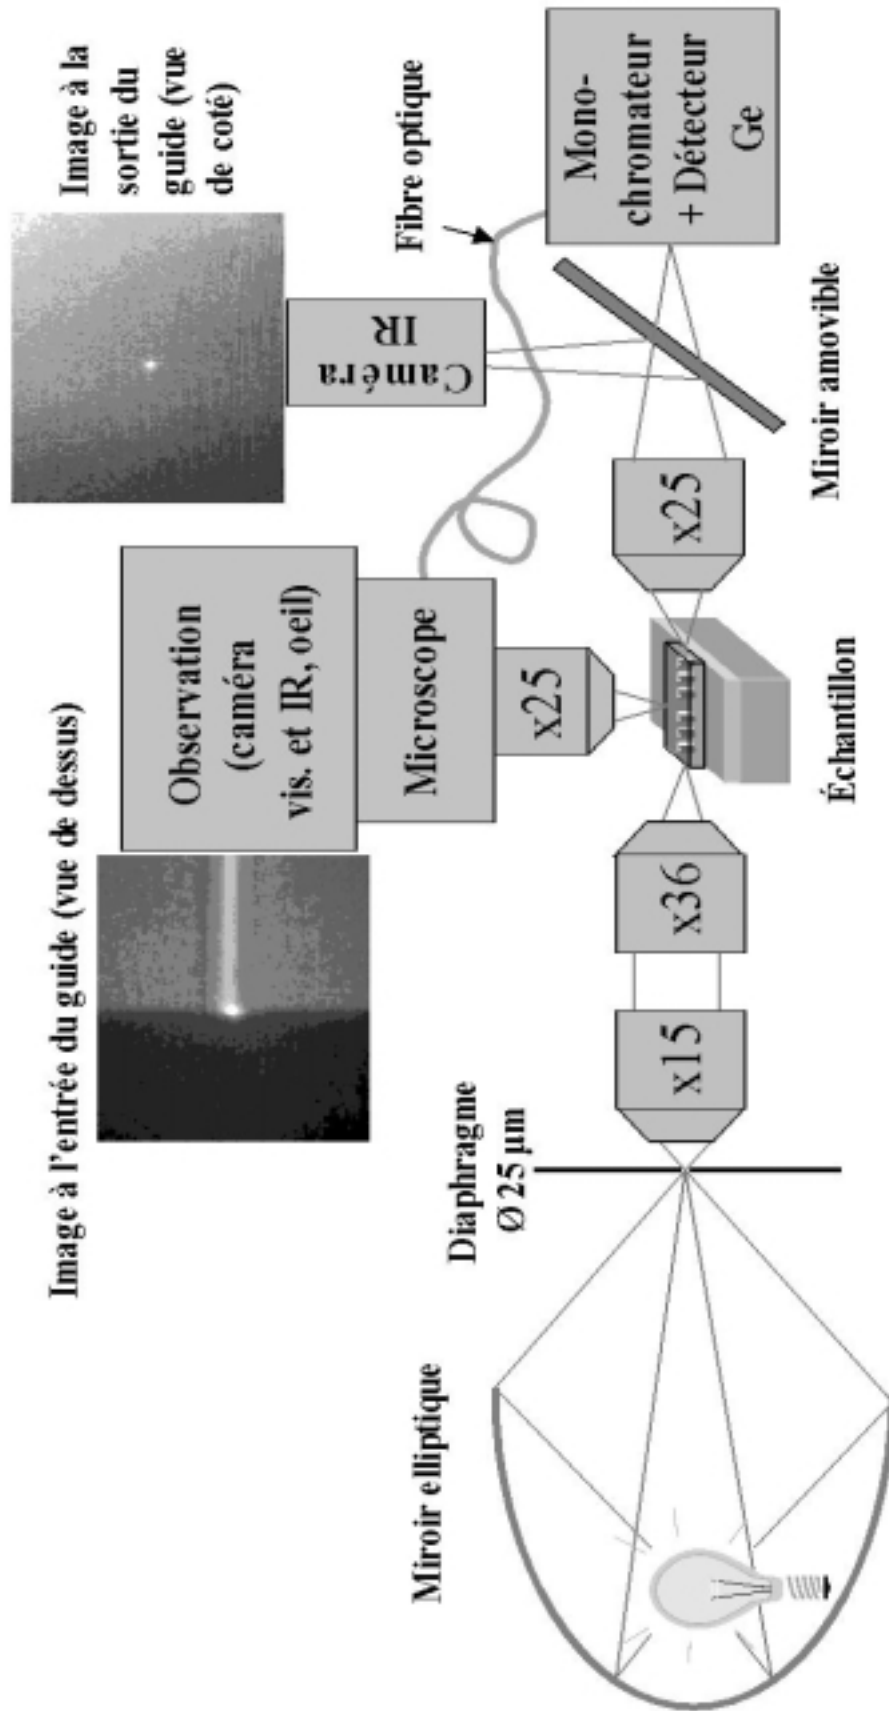 Image à l'entrée du guide (vue de dessus)
Image à la
sortie du
guide (vue
de coté)
Observation
(caméra
vis. et IR, oeil)
Microscope
x25
Caméra
IR
Fibre optique
Mono-
chromateur
+ Détecteur
Ge
Miroir elliptique
Diaphragme
Ø 25 µm
x15
x36
Échantillon
x25
Miroir amovible